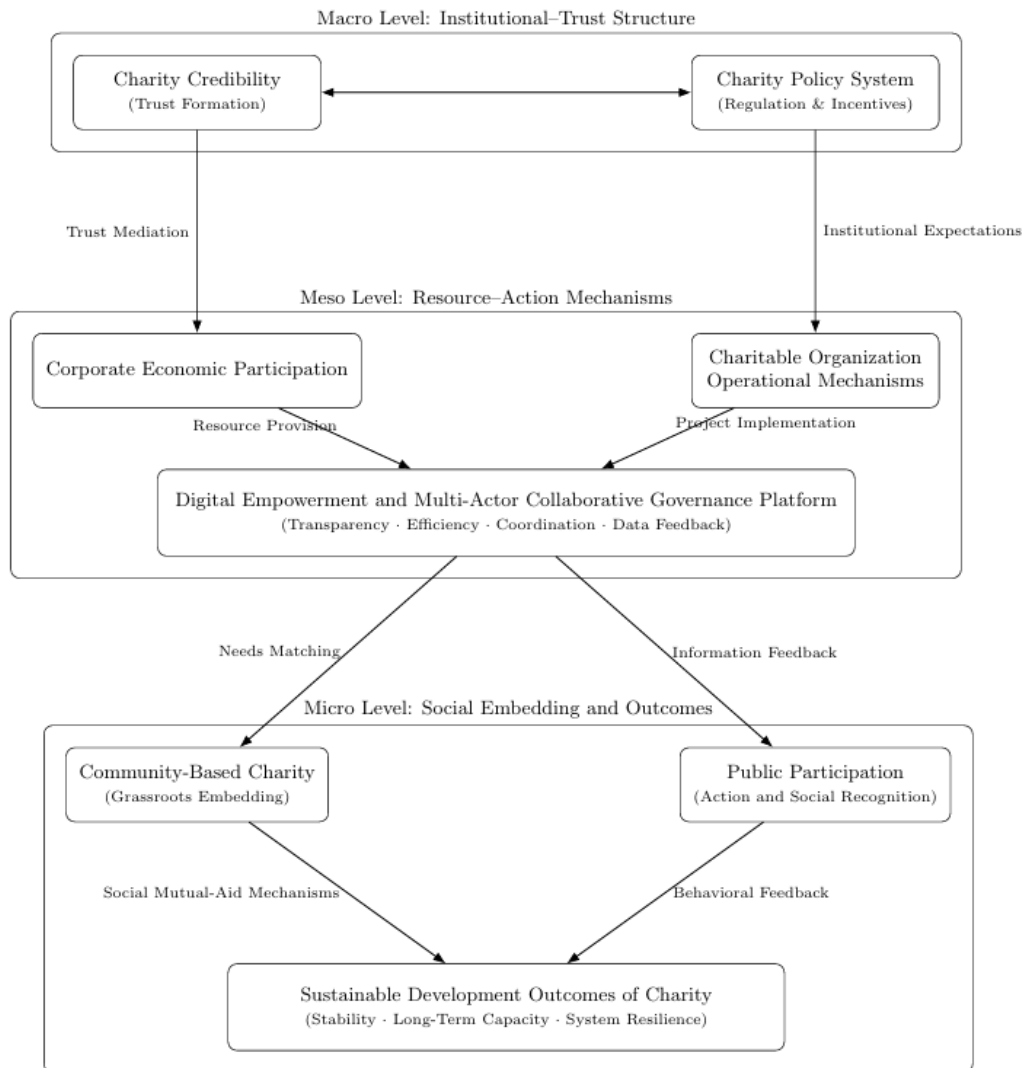 Macro Level: Institutional–Trust Structure
Charity Credibility
(Trust Formation)
Charity Policy System
(Regulation & Incentives)
Trust Mediation
Institutional Expectations
Meso Level: Resource–Action Mechanisms
Corporate Economic Participation
Charitable Organization
Operational Mechanisms
Resource Provision
Project Implementation
Digital Empowerment and Multi-Actor Collaborative Governance Platform
(Transparency · Efficiency · Coordination · Data Feedback)
Needs Matching
Information Feedback
Micro Level: Social Embedding and Outcomes
Community-Based Charity
(Grassroots Embedding)
Public Participation
(Action and Social Recognition)
Social Mutual-Aid Mechanisms
Behavioral Feedback
Sustainable Development Outcomes of Charity
(Stability · Long-Term Capacity · System Resilience)